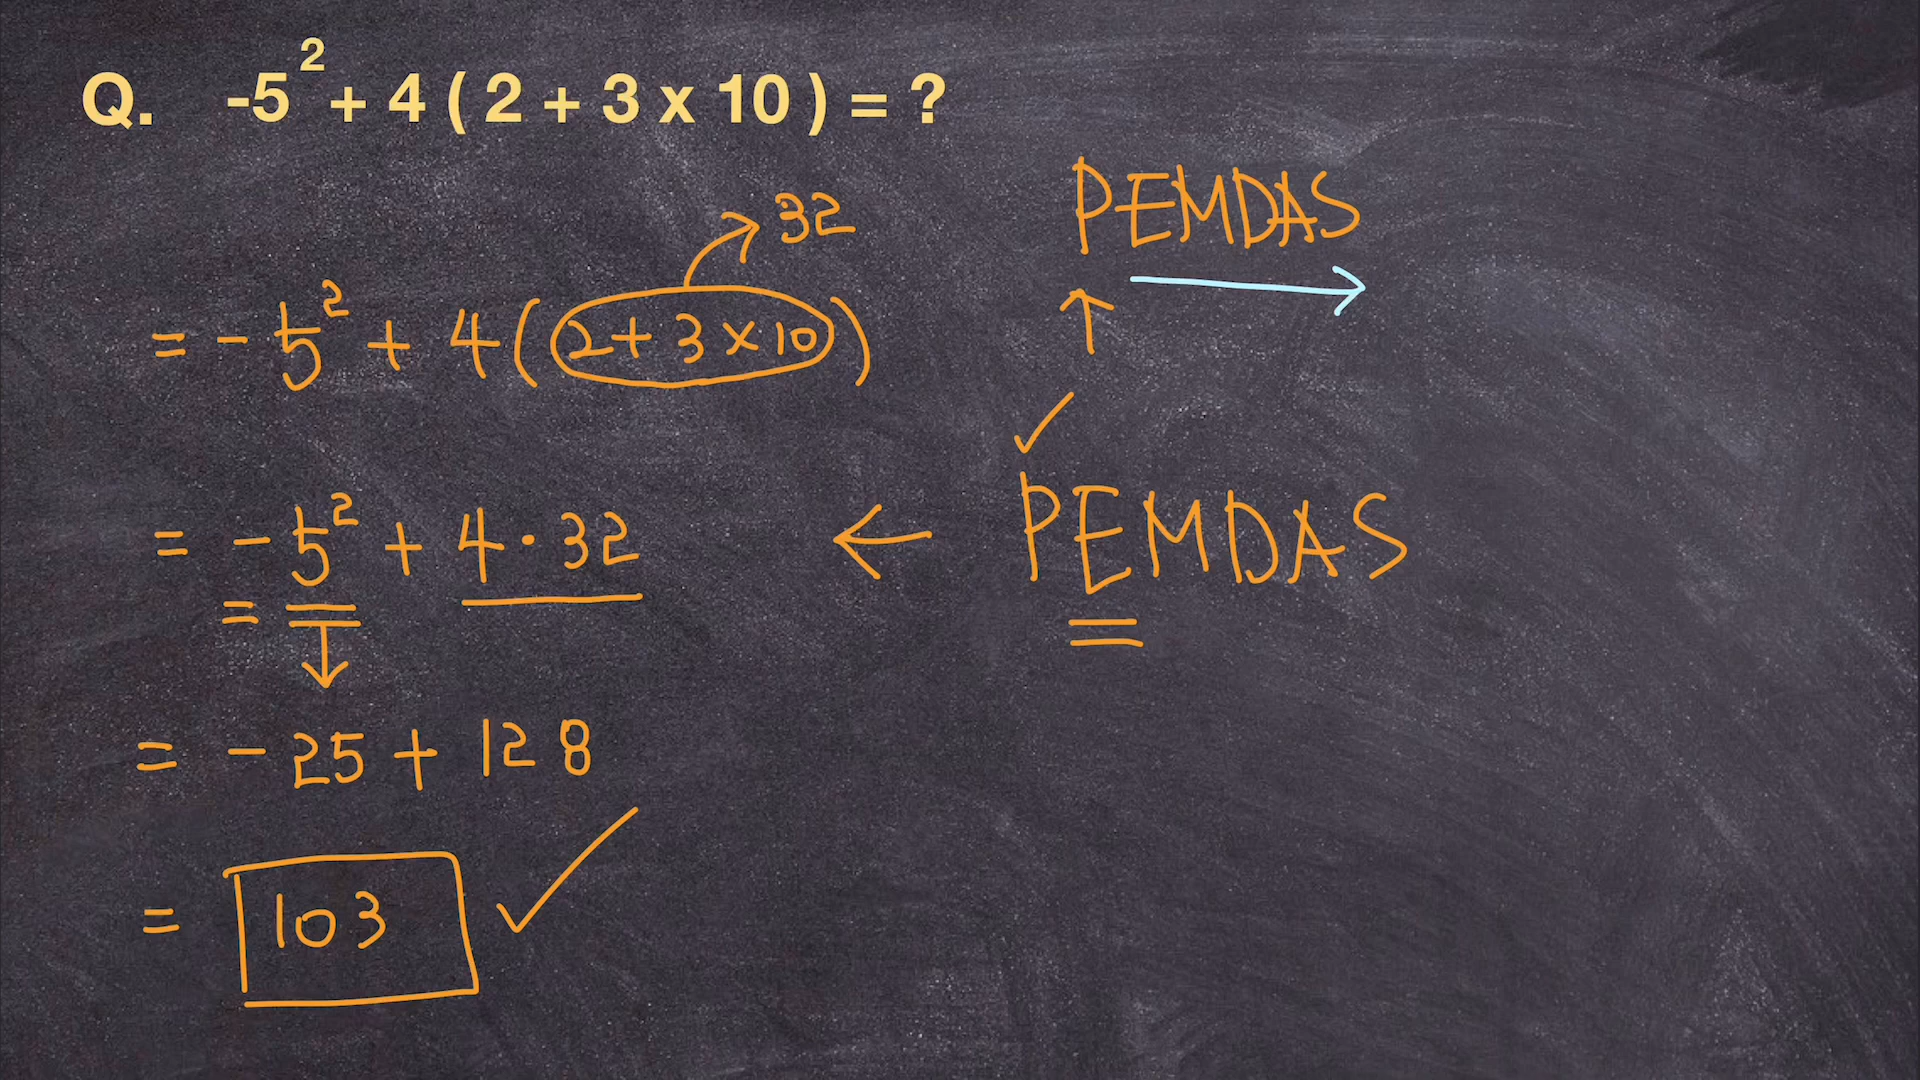 Q. -5² + 4 ( 2 + 3 x 10 ) = ?
32
PEMDAS
= - 5² + 4 ( 2 + 3 x 10 )
= - 5² + 4 · 32
PEMDAS
=
= - 25 + 128
= 103